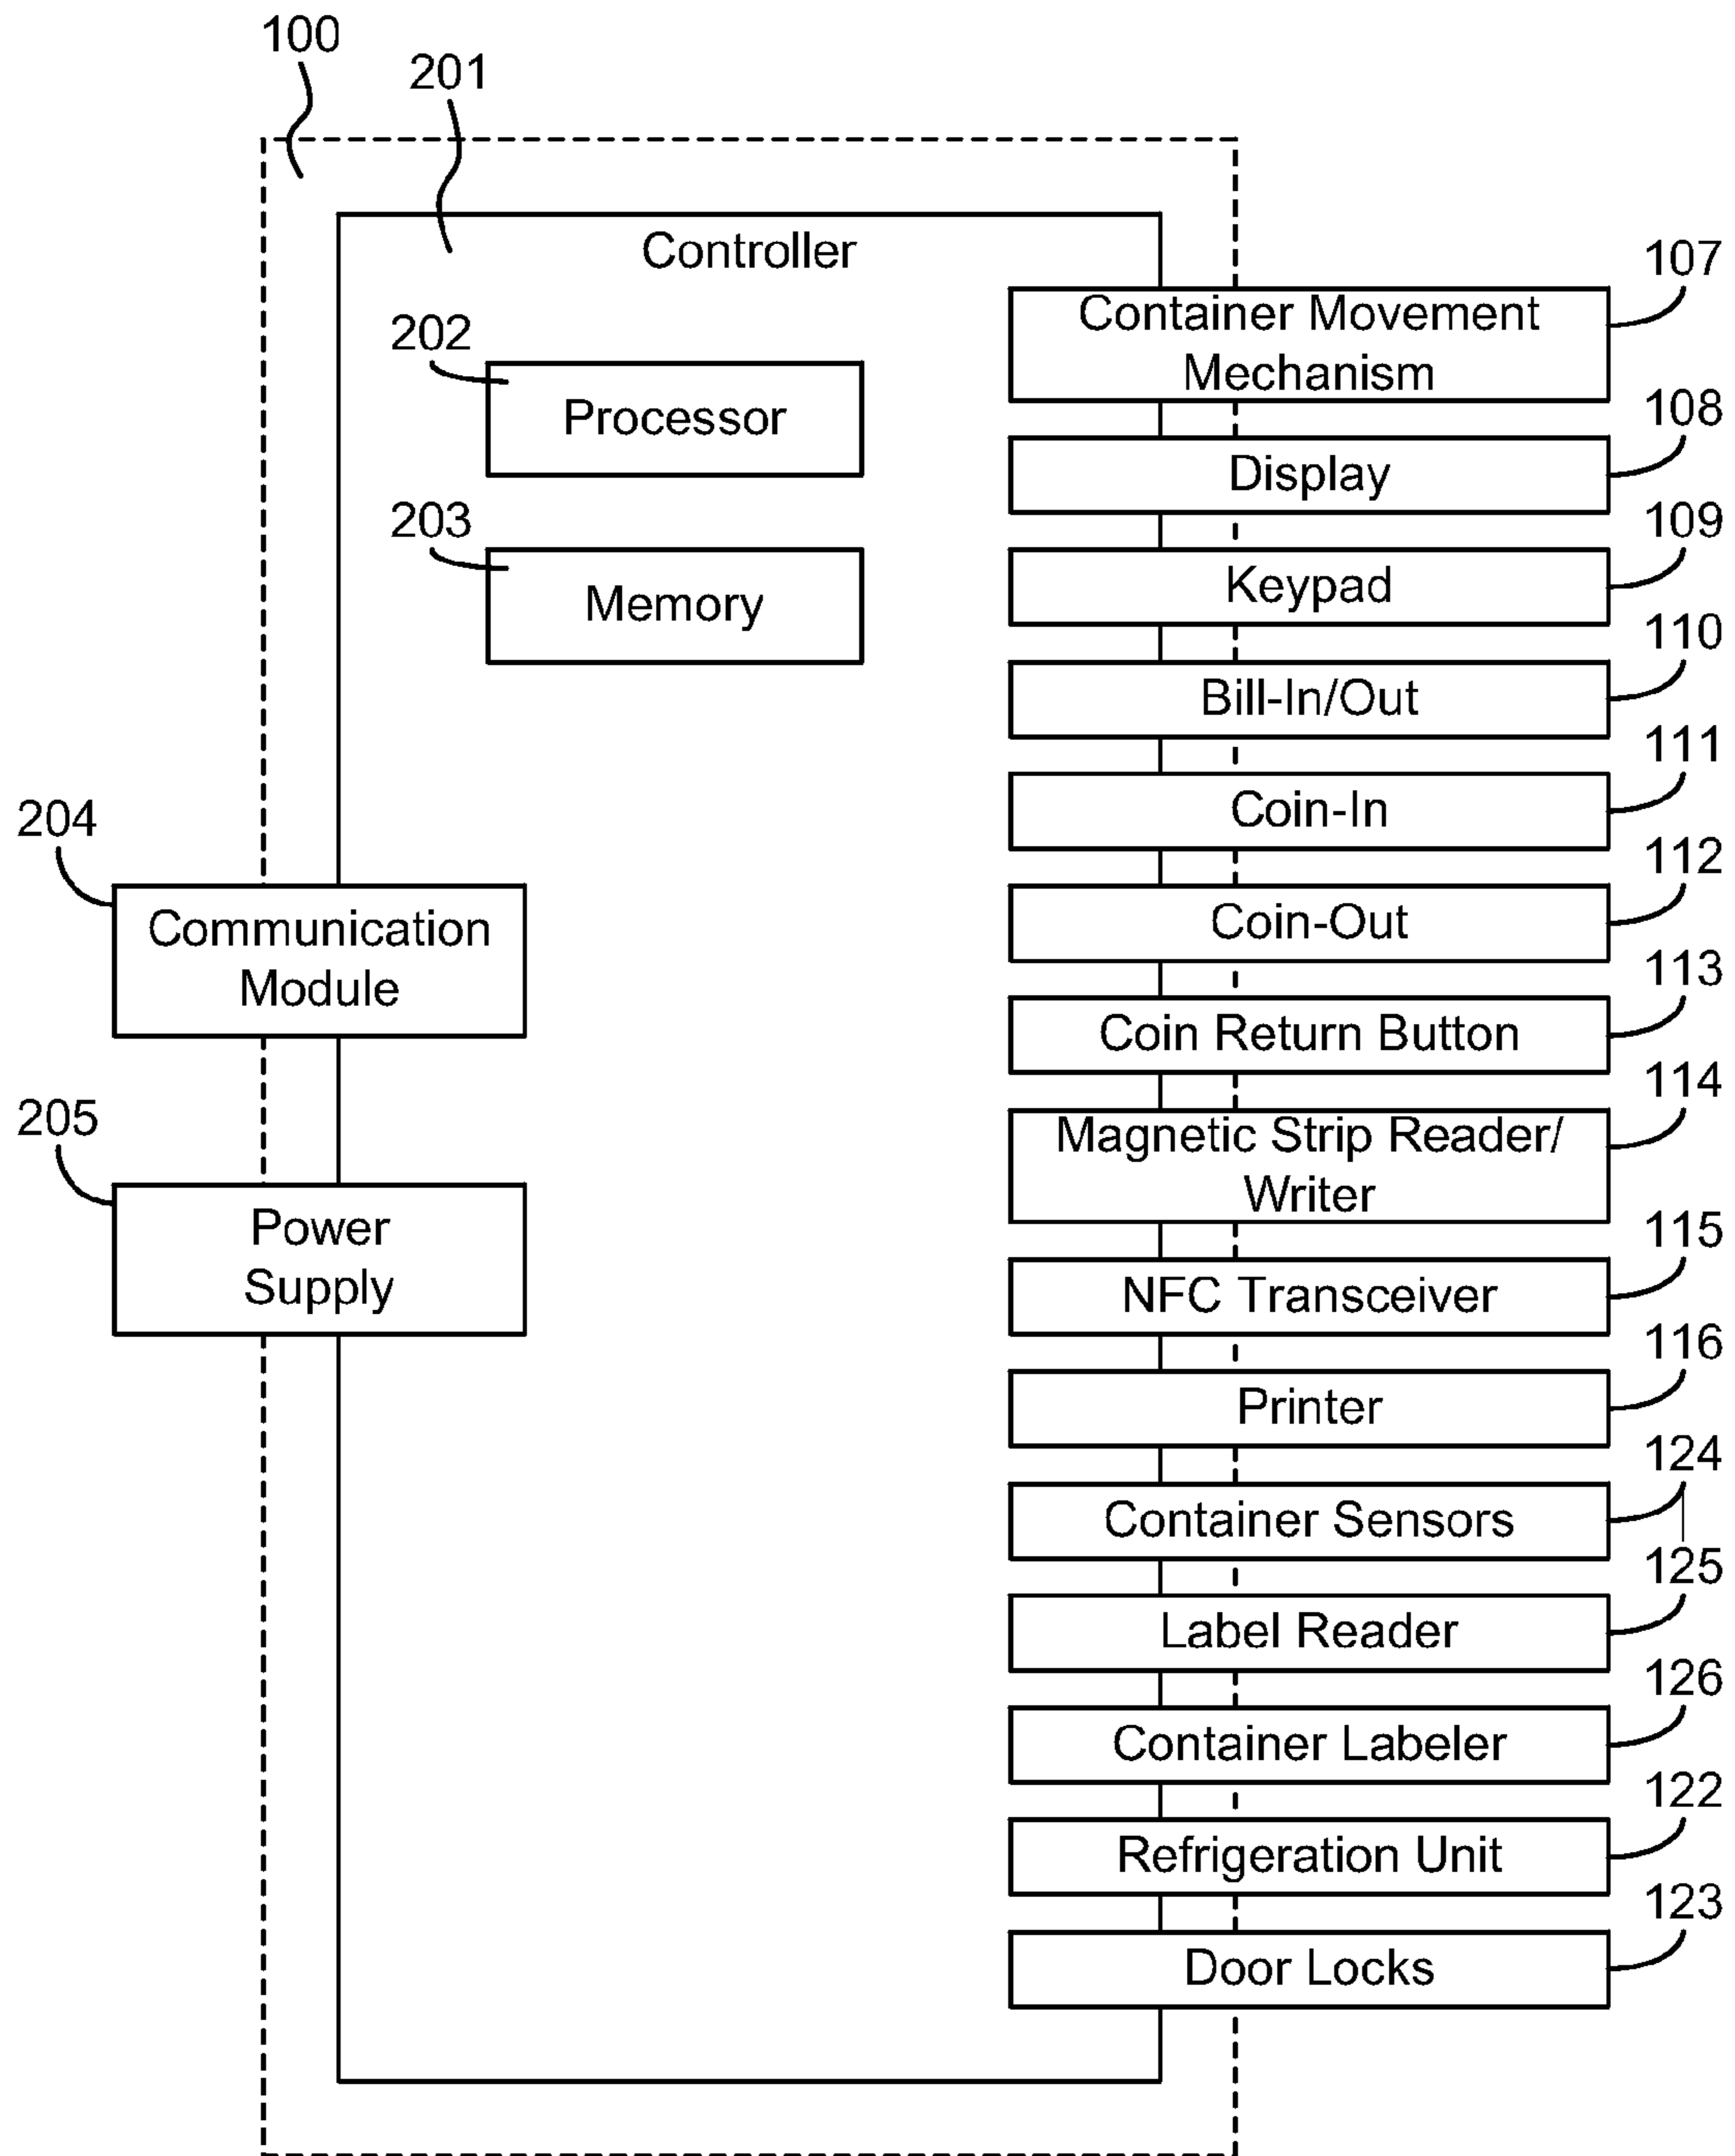 100
201
Controller
107
Container Movement
Mechanism
202
Processor
108
Display
203
Memory
109
Keypad
110
Bill-In/Out
111
Coin-In
204
Communication
Module
112
Coin-Out
113
Coin Return Button
205
Power
Supply
114
Magnetic Strip Reader/
Writer
115
NFC Transceiver
116
Printer
124
Container Sensors
125
Label Reader
126
Container Labeler
122
Refrigeration Unit
123
Door Locks